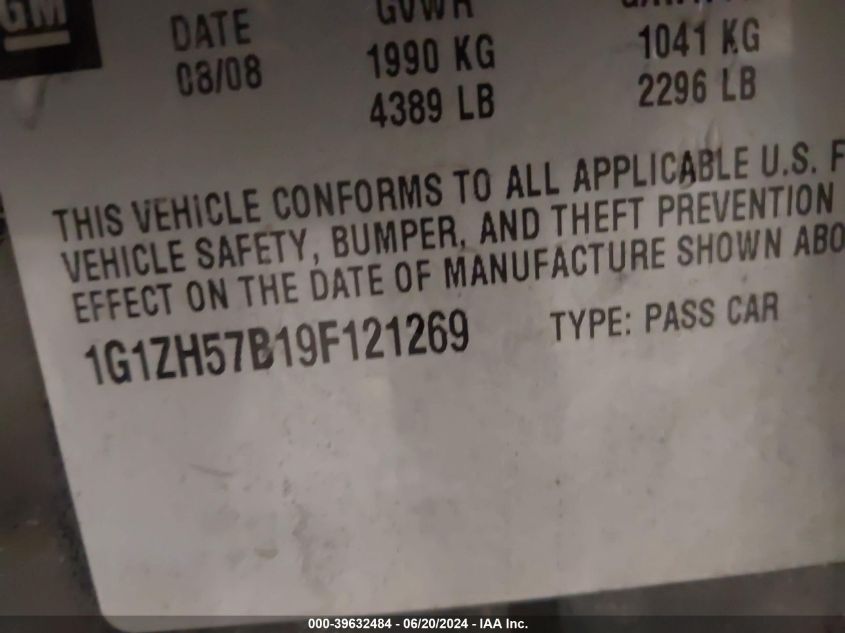 GM
DATE GVWR
08/08 1990 KG 1041 KG
4389 LB 2296 LB
THIS VEHICLE CONFORMS TO ALL APPLICABLE U.S. F
VEHICLE SAFETY, BUMPER, AND THEFT PREVENTION
EFFECT ON THE DATE OF MANUFACTURE SHOWN ABO
1G1ZH57B19F121269 TYPE: PASS CAR
000-39632484 - 06/20/2024 - IAA Inc.